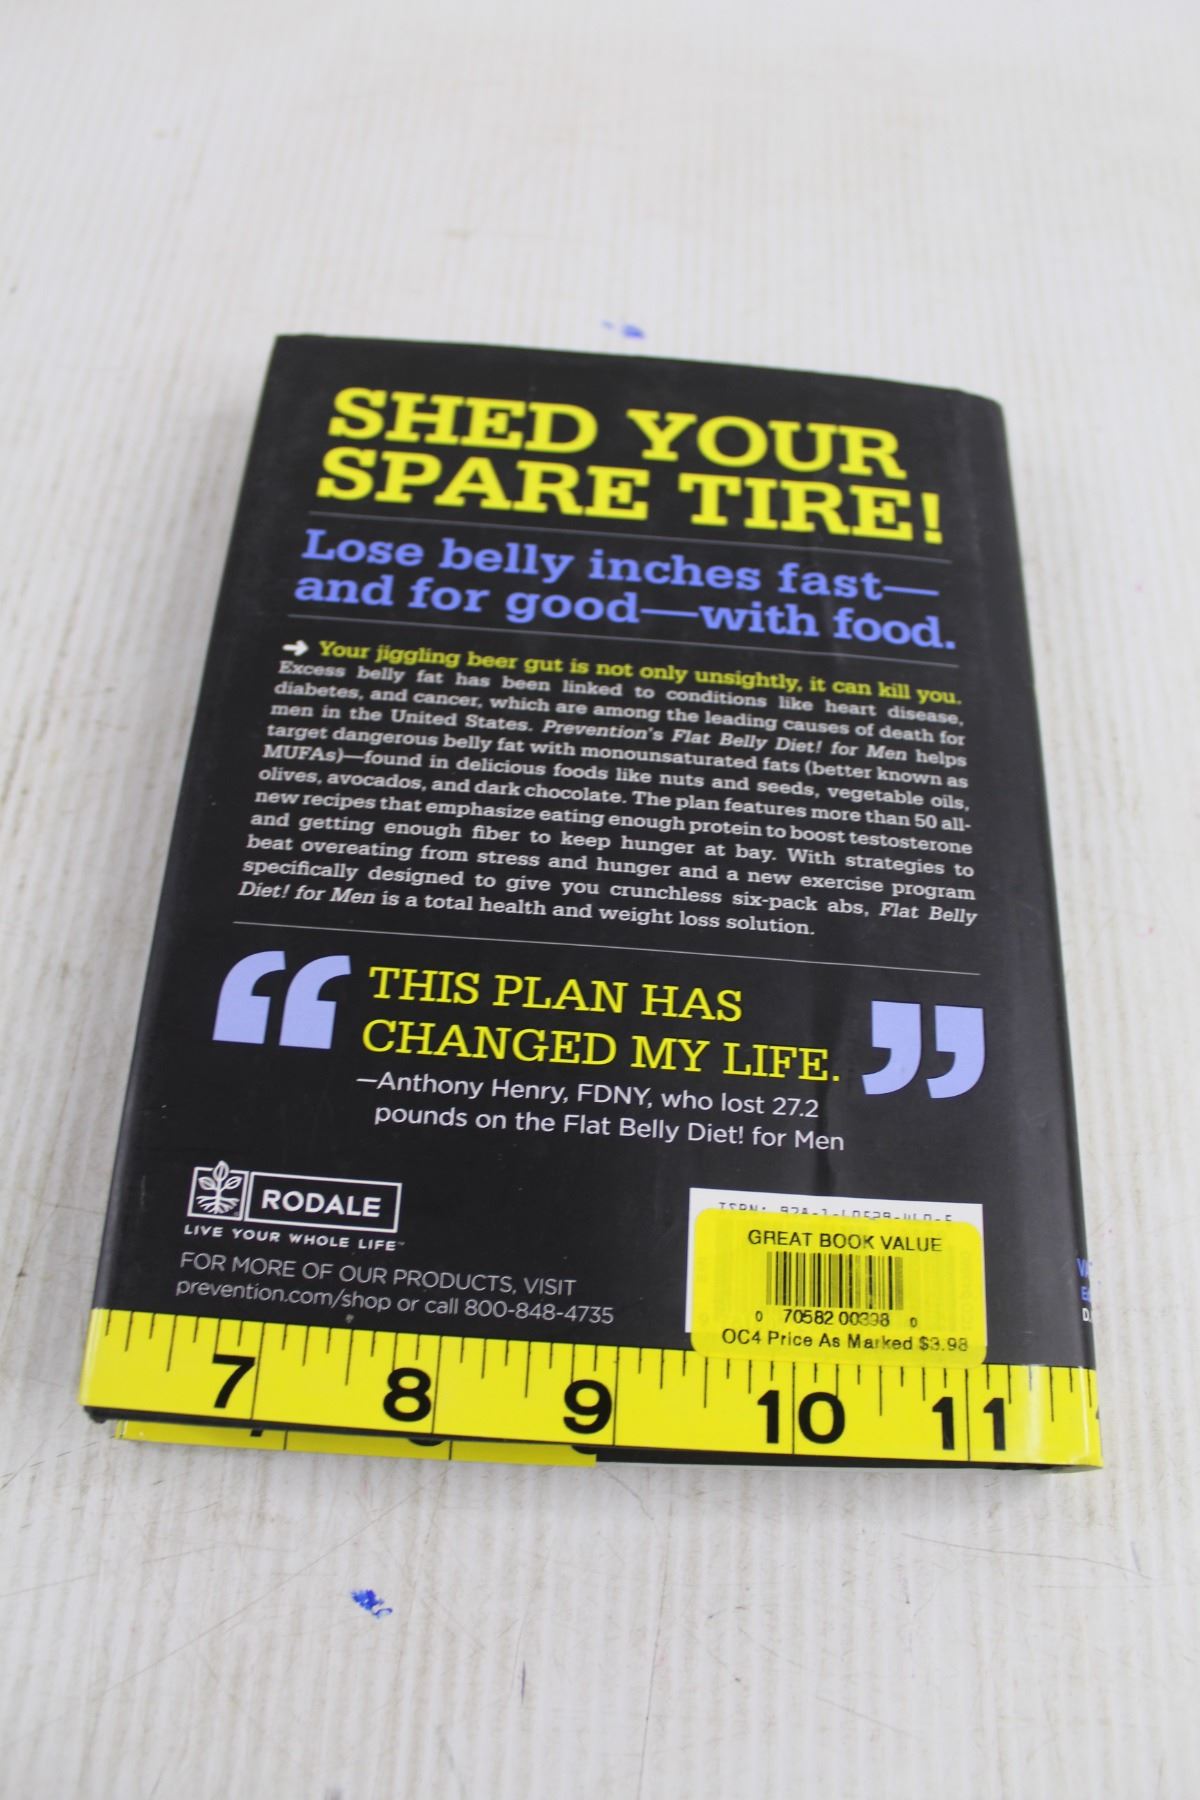 SHED YOUR
SPARE TIRE!
Lose belly inches fast—
and for good—with food.
➔ Your jiggling beer gut is not only unsightly, it can kill you.
Excess belly fat has been linked to conditions like heart disease,
diabetes, and cancer, which are among the leading causes of death for
men in the United States. Prevention's Flat Belly Diet! for Men helps
target dangerous belly fat with monounsaturated fats (better known as
MUFAs)—found in delicious foods like nuts and seeds, vegetable oils,
olives, avocados, and dark chocolate. The plan features more than 50 all-
new recipes that emphasize eating enough protein to boost testosterone
and getting enough fiber to keep hunger at bay. With strategies to
beat overeating from stress and hunger and a new exercise program
specifically designed to give you crunchless six-pack abs, Flat Belly
Diet! for Men is a total health and weight loss solution.
“THIS PLAN HAS
CHANGED MY LIFE.”
—Anthony Henry, FDNY, who lost 27.2
pounds on the Flat Belly Diet! for Men
RODALE
LIVE YOUR WHOLE LIFE™
FOR MORE OF OUR PRODUCTS, VISIT
prevention.com/shop or call 800-848-4735
ISBN:
GREAT BOOK VALUE
0 70582 00398 0
OC4 Price As Marked $3.98
7 8 9 10 11